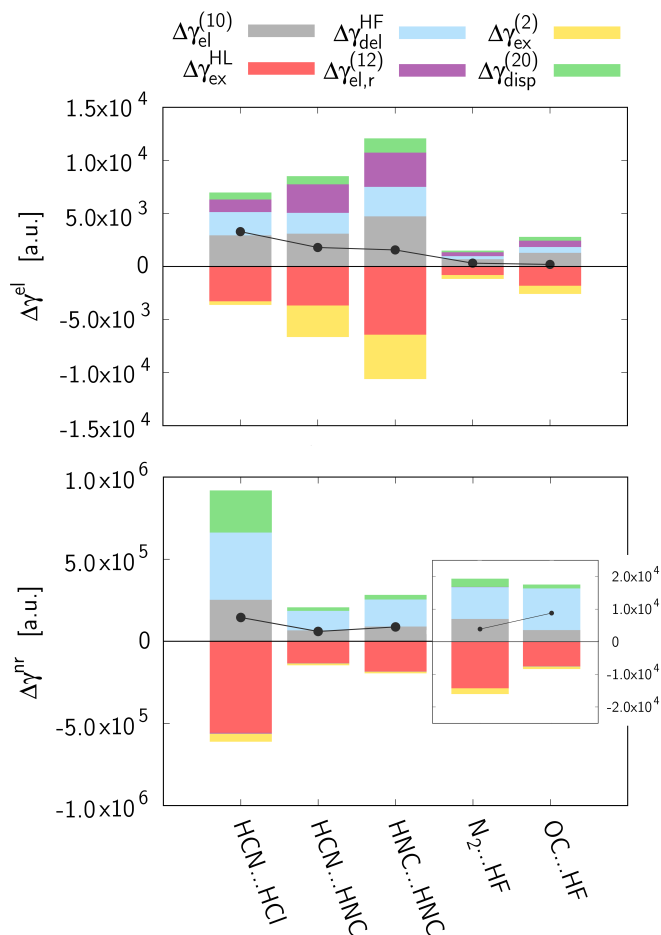 Δγ_el^(10) Δγ_del^HF Δγ_ex^(2)
Δγ_ex^HL Δγ_el,r^(12) Δγ_disp^(20)
1.5x10^4
1.0x10^4
5.0x10^3
0
-5.0x10^3
-1.0x10^4
-1.5x10^4
Δγ^el [a.u.]
1.0x10^6
5.0x10^5
0
-5.0x10^5
-1.0x10^6
Δγ^nr [a.u.]
2.0x10^4
1.0x10^4
0
-1.0x10^4
-2.0x10^4
HCN...HCl
HCN...HNC
HNC...HNC
N_2...HF
OC...HF